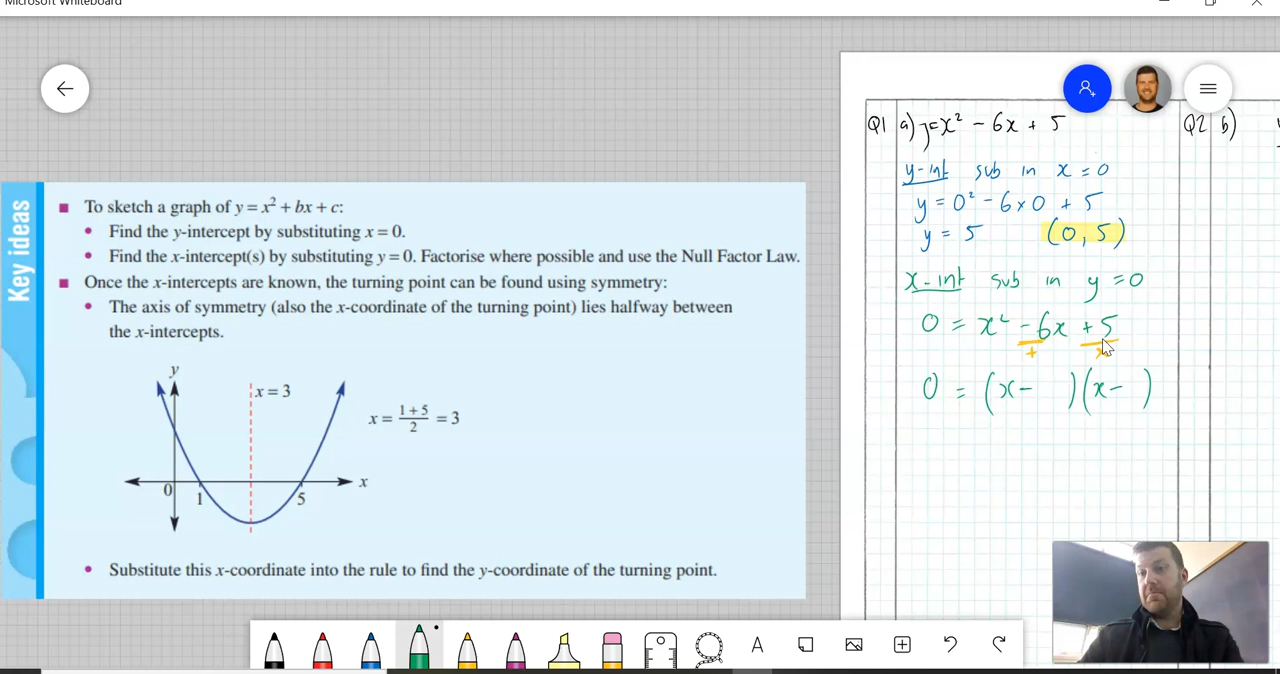 Microsoft Whiteboard
Key ideas
■ To sketch a graph of y = x² + bx + c:
• Find the y-intercept by substituting x = 0.
• Find the x-intercept(s) by substituting y = 0. Factorise where possible and use the Null Factor Law.
■ Once the x-intercepts are known, the turning point can be found using symmetry:
• The axis of symmetry (also the x-coordinate of the turning point) lies halfway between
the x-intercepts.
y
x = 3
x = (1 + 5)/2 = 3
0
1
5
x
• Substitute this x-coordinate into the rule to find the y-coordinate of the turning point.
Q1 a) y=x² - 6x + 5
y-int sub in x = 0
y = 0² - 6x0 + 5
y = 5 (0, 5)
x-int sub in y = 0
0 = x² - 6x + 5
+ x
0 = (x- )(x- )
Q2 b)
A